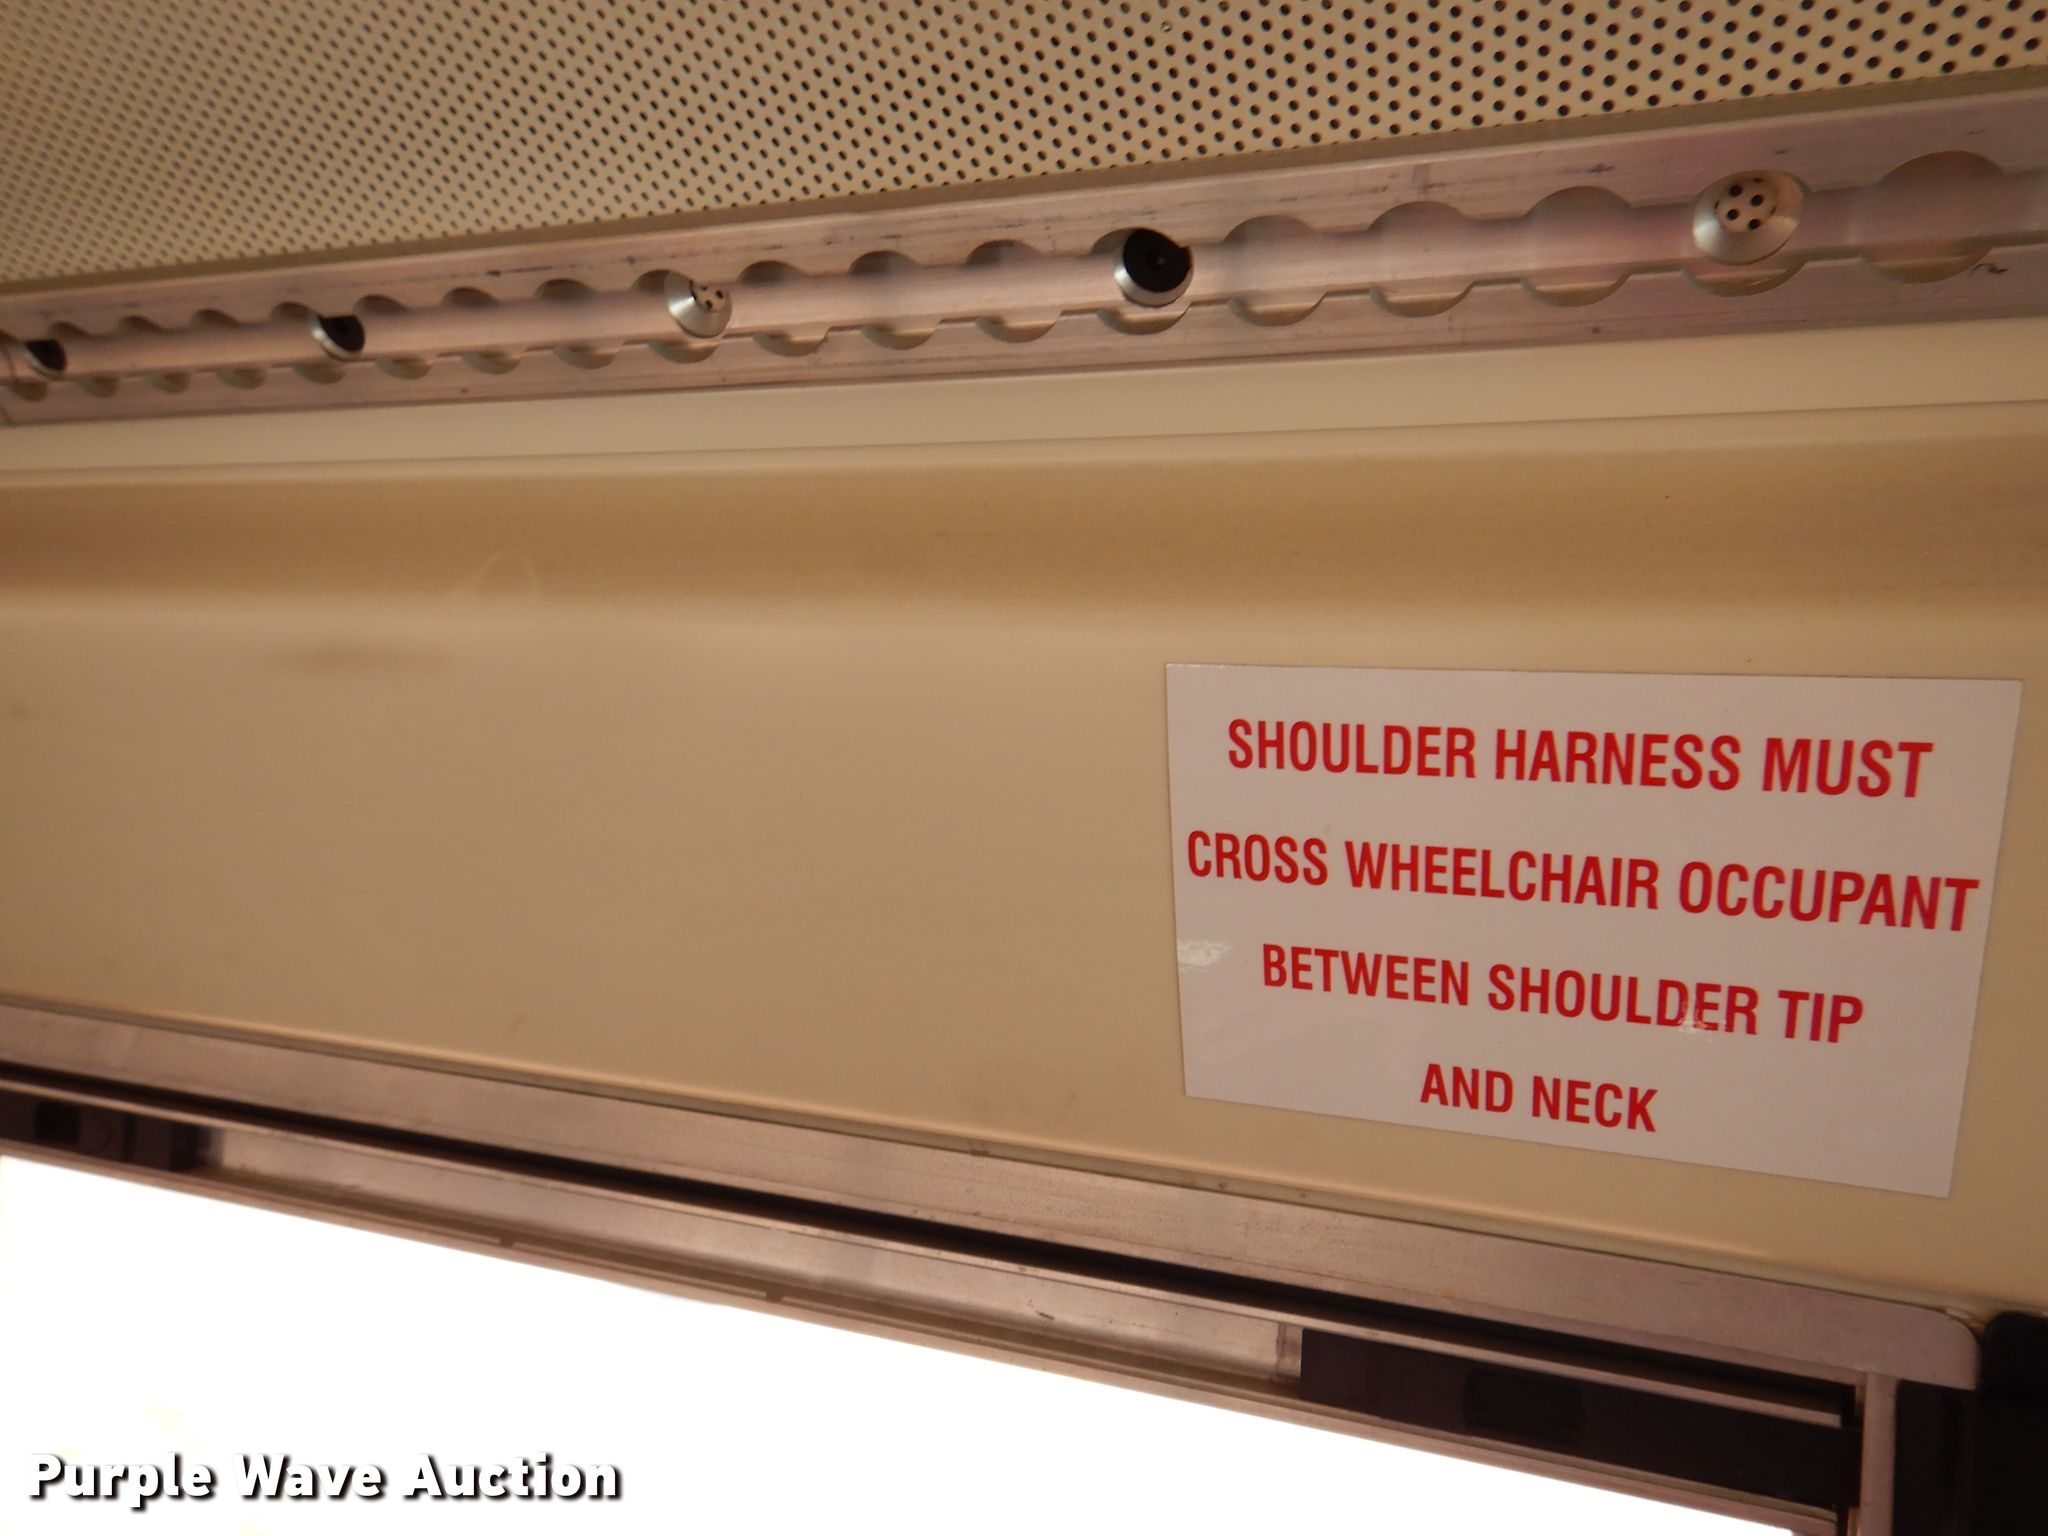 SHOULDER HARNESS MUST
CROSS WHEELCHAIR OCCUPANT
BETWEEN SHOULDER TIP
AND NECK
Purple Wave Auction